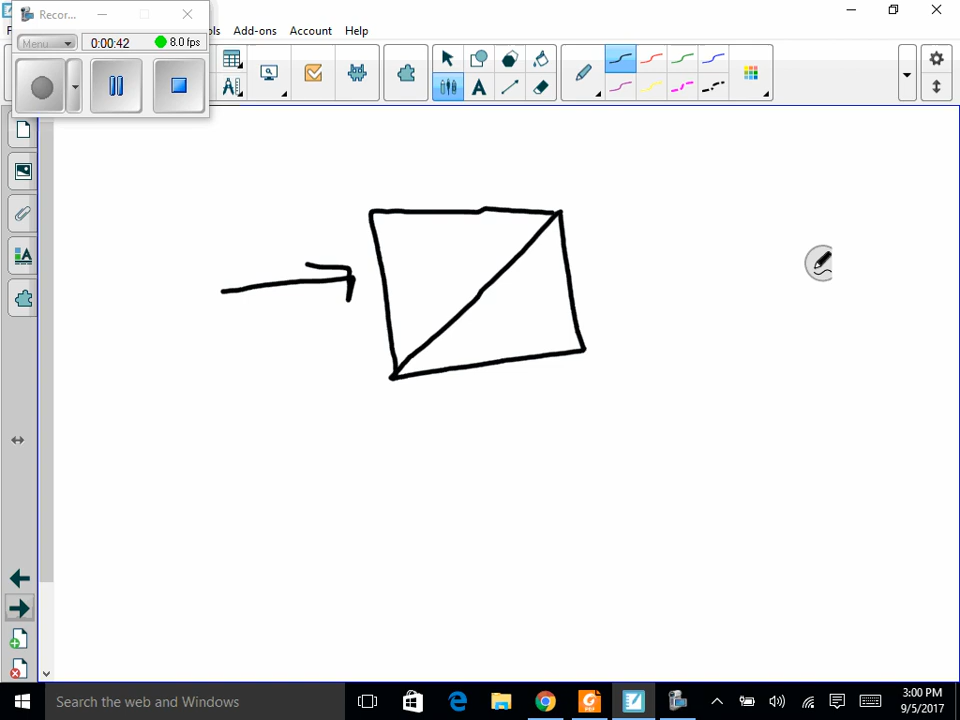 Recor...
ols Account Add-ons Help
Menu
0:00:42
8.0 fps
A
A
Search the web and Windows
3:00 PM
9/5/2017